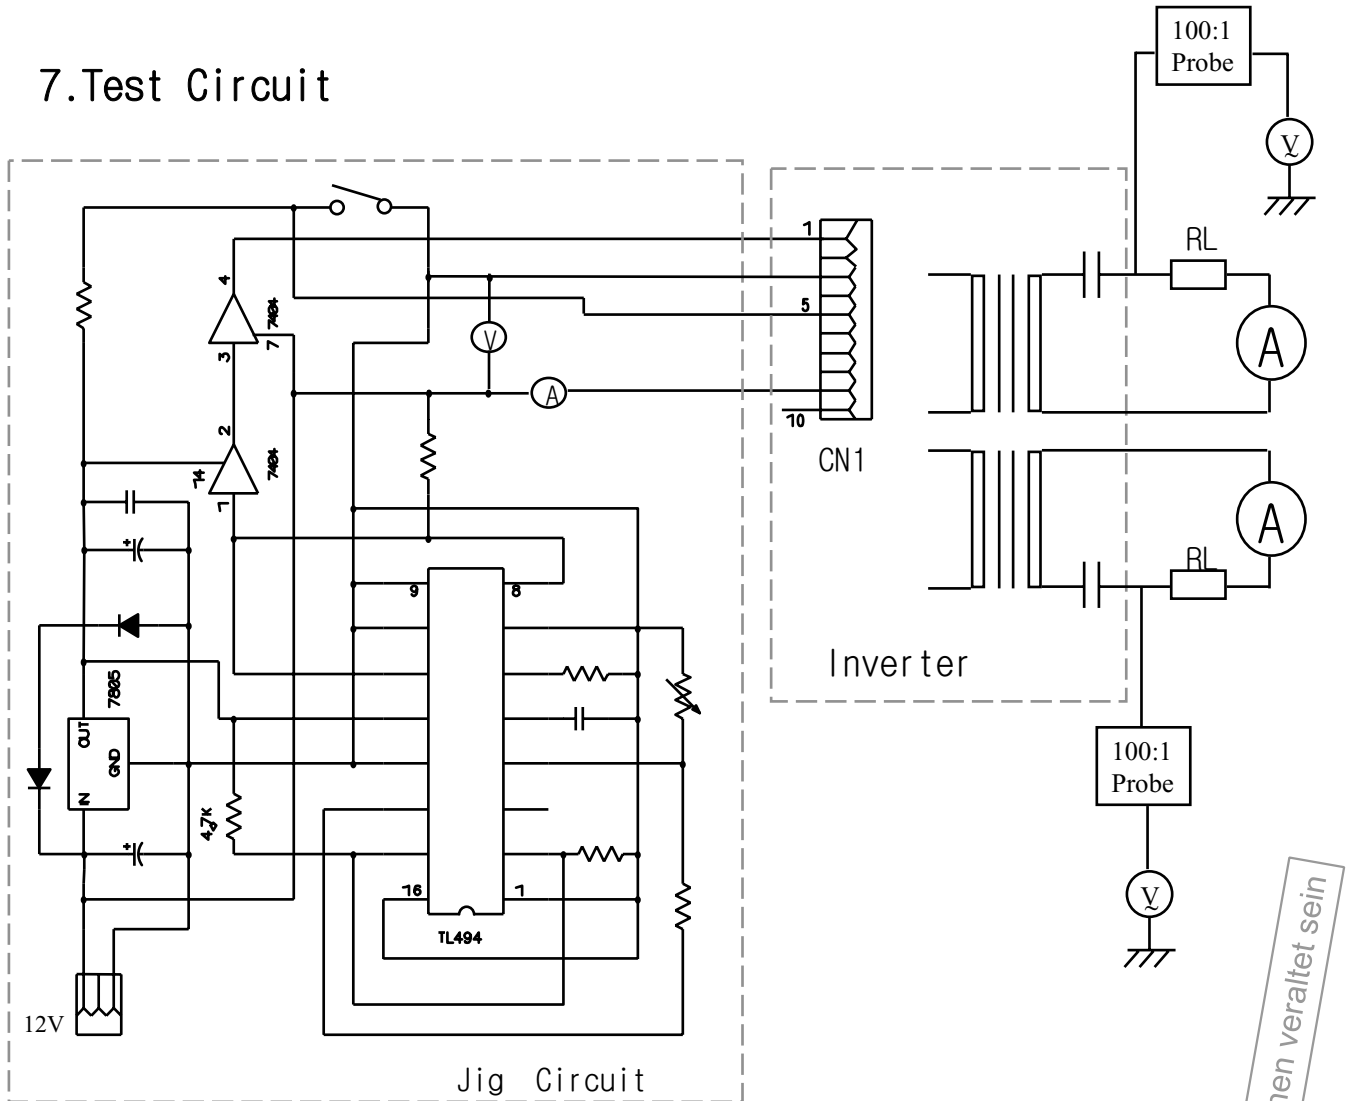 7.Test Circuit
100:1
Probe
V
1
RL
4
7404
5
3
7
V
A
A
10
CN1
2
7404
14
1
A
RL
9
8
Inverter
7805
OUT
GND
IN
4.7K
100:1
Probe
16
1
TL494
V
12V
Jig Circuit
nen veraltet sein